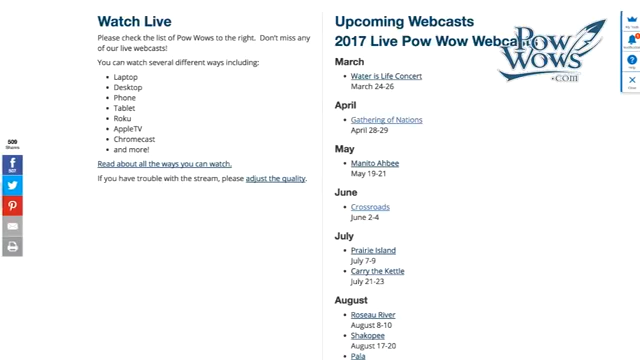 Watch Live
Please check the list of Pow Wows to the right. Don't miss any
of our live webcasts!
You can watch several different ways including:
Laptop
Desktop
Phone
Tablet
Roku
AppleTV
Chromecast
and more!
Read about all the ways you can watch.
If you have trouble with the stream, please adjust the quality.
509
Shares
507
Upcoming Webcasts
2017 Live Pow Wow Webcasts
March
Water is Life Concert
March 24-26
April
Gathering of Nations
April 28-29
May
Manito Ahbee
May 19-21
June
Crossroads
June 2-4
July
Prairie Island
July 7-9
Carry the Kettle
July 21-23
August
Roseau River
August 8-10
Shakopee
August 17-20
Pala
POW
WOWS
.COM
Help
Close